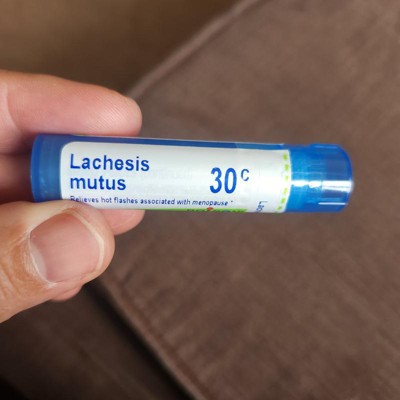 Lachesis
mutus
30c
Relieves hot flashes associated with menopause*